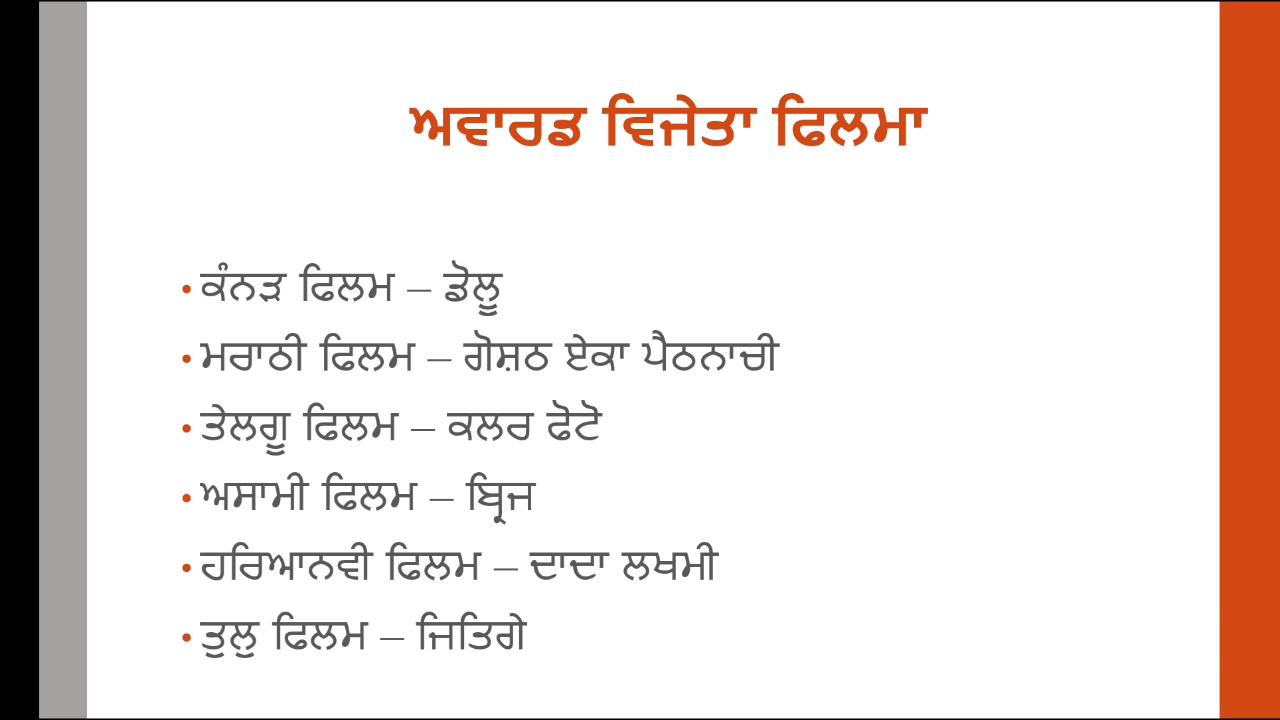 ਅਵਾਰਡ ਵਿਜੇਤਾ ਫਿਲਮਾ
• ਕੰਨੜ ਫਿਲਮ – ਡੋਲੂ
• ਮਰਾਠੀ ਫਿਲਮ – ਗੋਸ਼ਠ ਏਕਾ ਪੈਠਨਾਚੀ
• ਤੇਲਗੂ ਫਿਲਮ – ਕਲਰ ਫੋਟੋ
• ਅਸਾਮੀ ਫਿਲਮ – ਬ੍ਰਿਜ
• ਹਰਿਆਨਵੀ ਫਿਲਮ – ਦਾਦਾ ਲਖਮੀ
• ਤੁਲੁ ਫਿਲਮ – ਜਿਤਿਗੇ